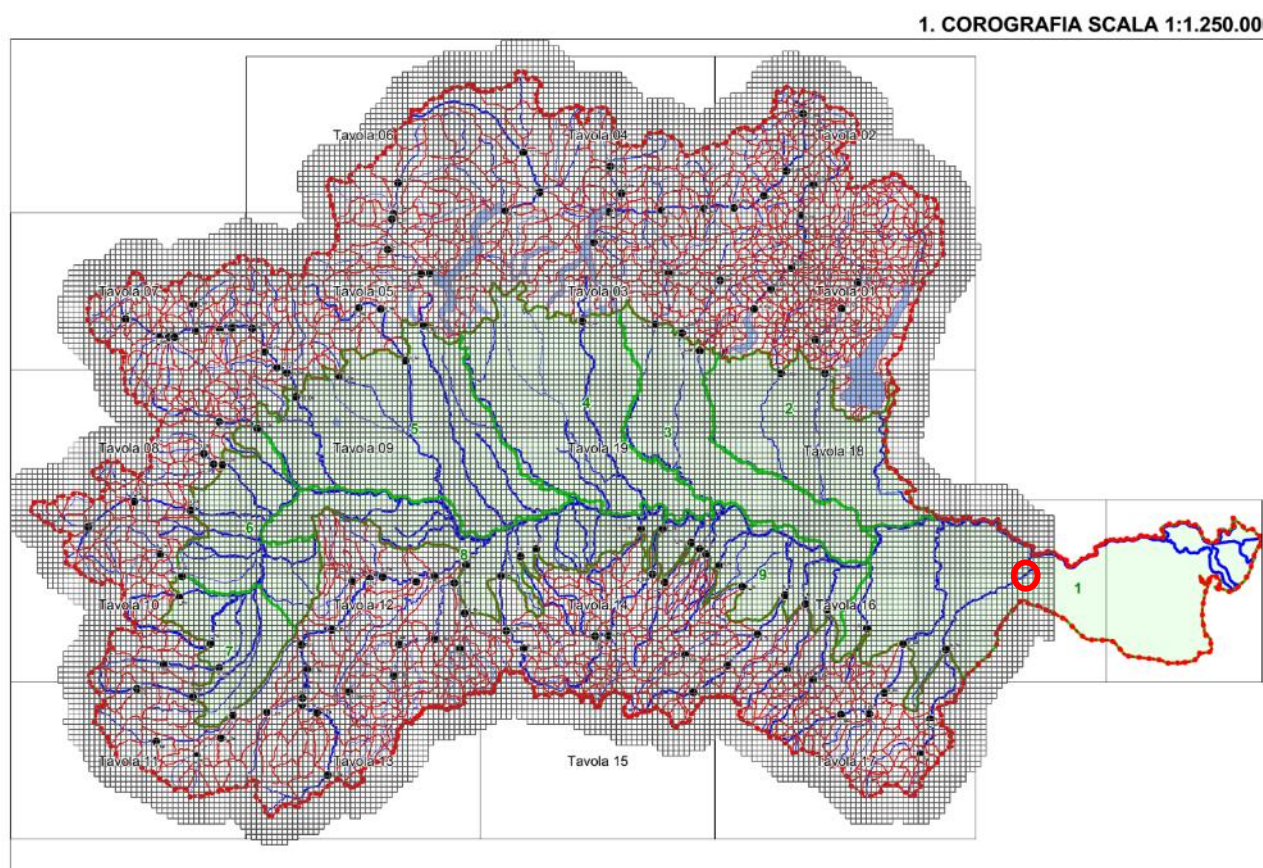 1. COROGRAFIA SCALA 1:1.250.00
Tavola 06
Tavola 04
Tavola 02
Tavola 07
Tavola 05
Tavola 03
Tavola 01
4
2
5
3
Tavola 08
Tavola 09
Tavola 19
Tavola 18
6
8
9
1
Tavola 10
Tavola 12
Tavola 14
Tavola 16
7
Tavola 11
Tavola 13
Tavola 15
Tavola 17